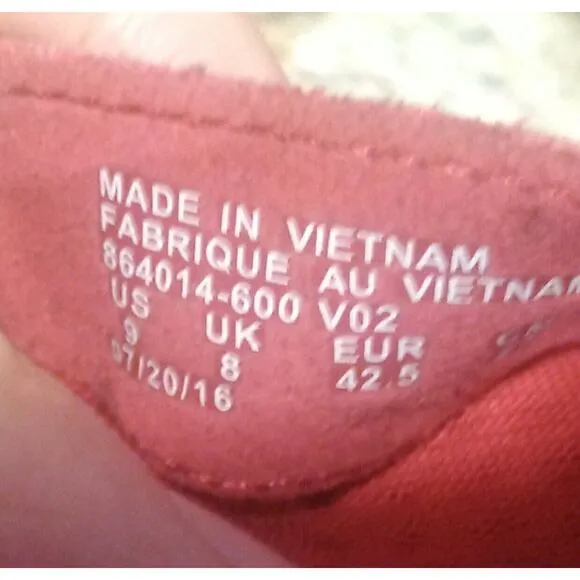 MADE IN VIETNAM
FABRIQUE AU VIETNAM
864014-600 V02
US UK EUR
9 8 42.5
07/20/16